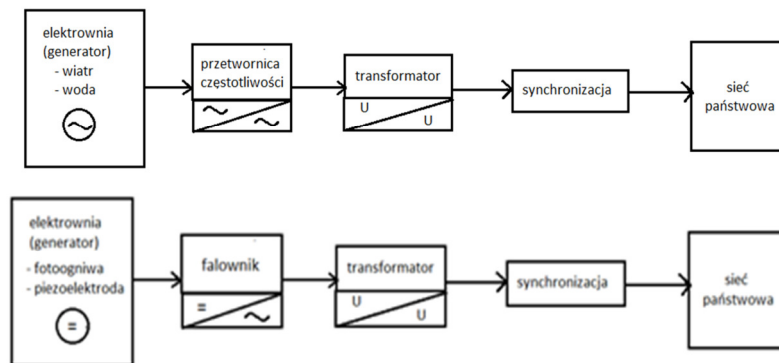 elektrownia
(generator)
- wiatr
- woda
~
przetwornica
częstotliwości
~
~
transformator
U
U
synchronizacja
sieć
państwowa
elektrownia
(generator)
- fotoogniwa
- piezoelektroda
=
falownik
=
~
transformator
U
U
synchronizacja
sieć
państwowa